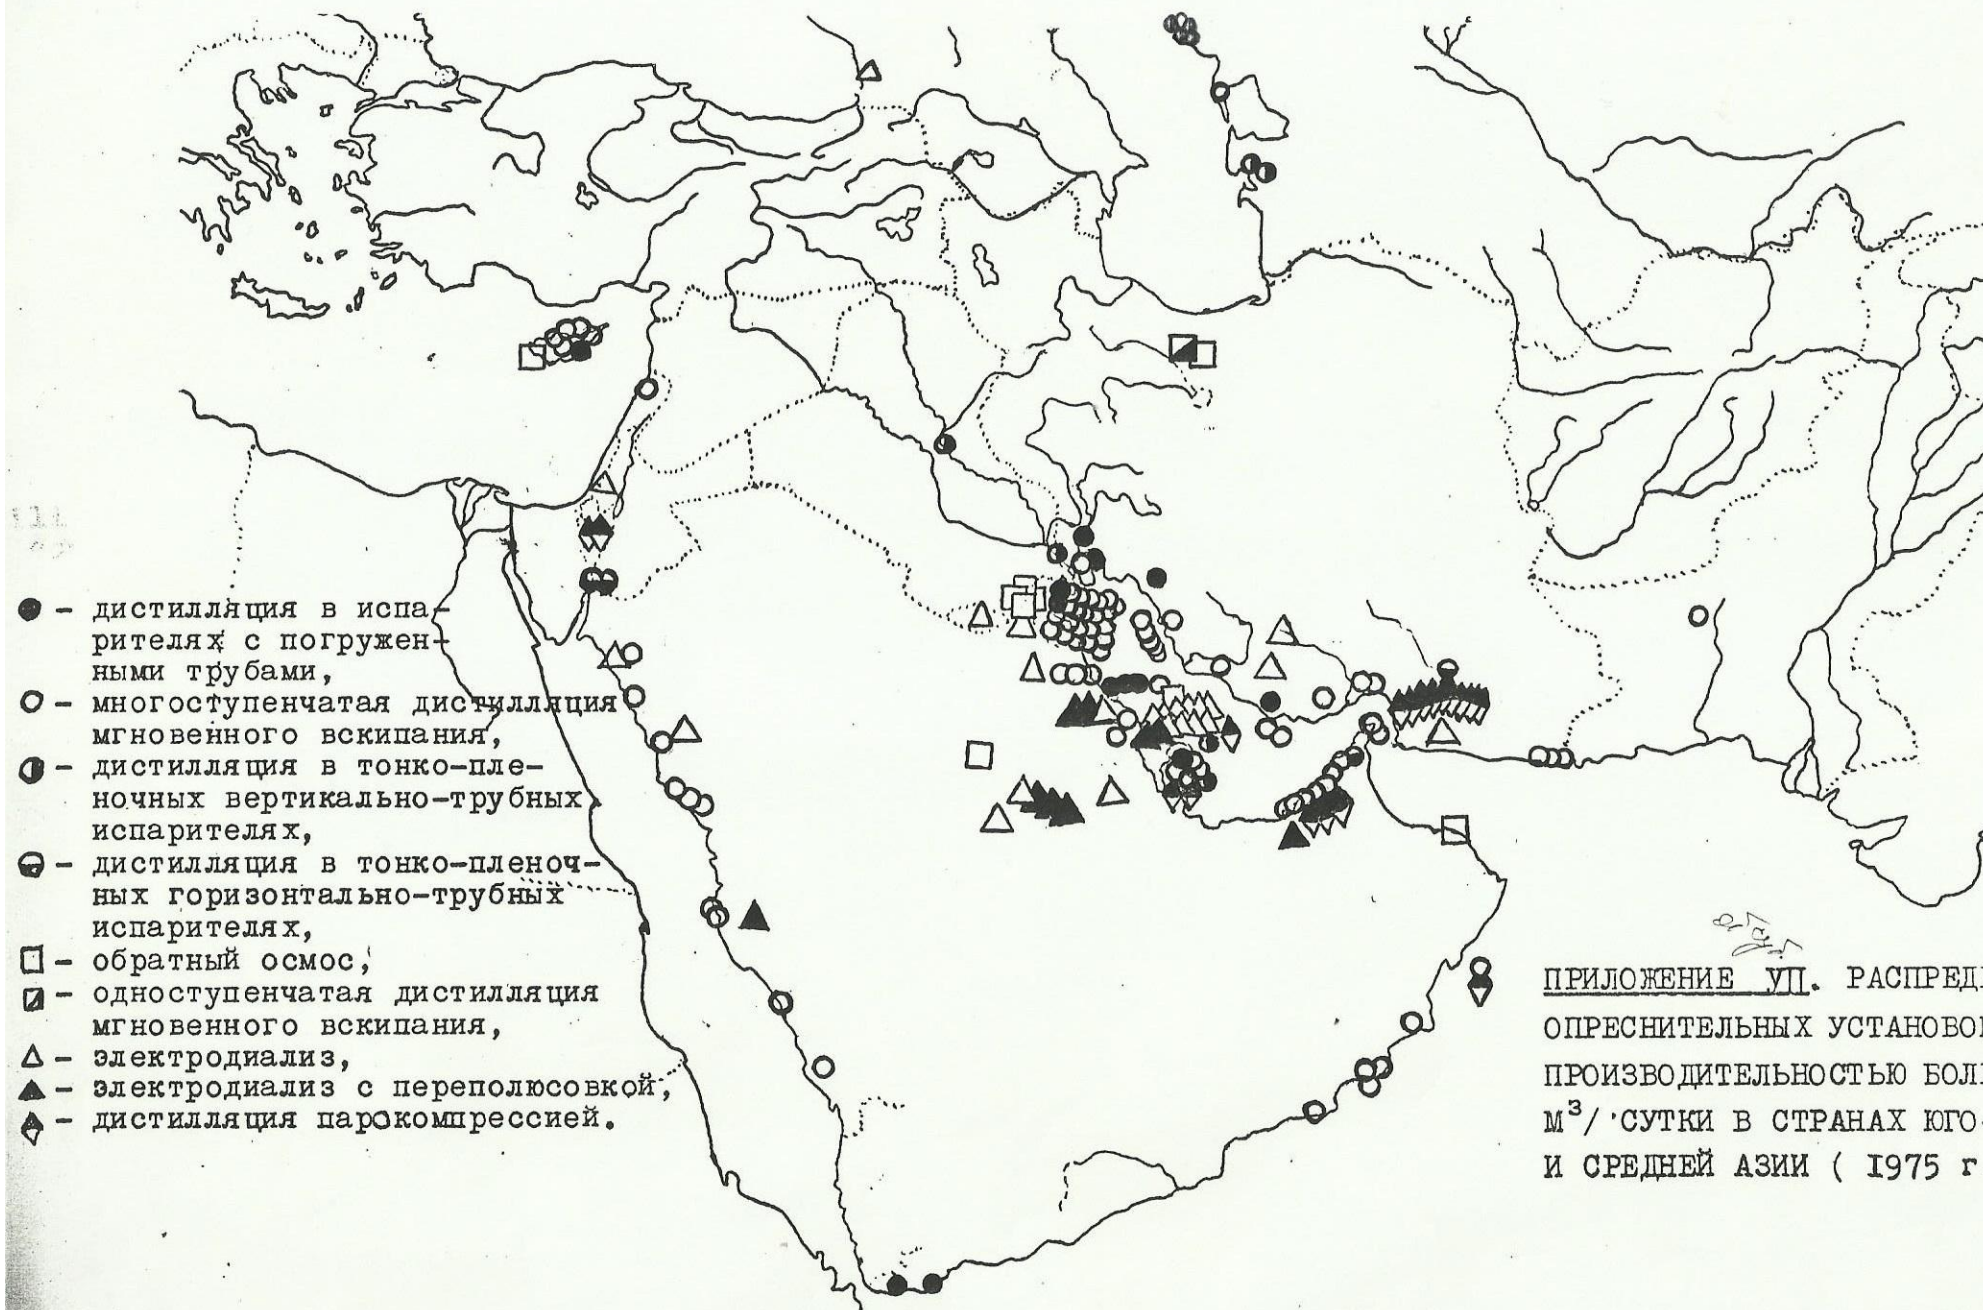 ● - дистилляция в испа-
рителях с погружен-
ными трубами,
○ - многоступенчатая дистилляция
мгновенного вскипания,
◑ - дистилляция в тонко-пле-
ночных вертикально-трубных
испарителях,
◒ - дистилляция в тонко-пленоч-
ных горизонтально-трубных
испарителях,
□ - обратный осмос,
◪ - одноступенчатая дистилляция
мгновенного вскипания,
△ - электродиализ,
▲ - электродиализ с переполюсовкой,
⬧ - дистилляция парокомпрессией.
ПРИЛОЖЕНИЕ УП. РАСПРЕД
ОПРЕСНИТЕЛЬНЫХ УСТАНОВО
ПРОИЗВОДИТЕЛЬНОСТЬЮ БОЛ
м³/ СУТКИ В СТРАНАХ ЮГО-
И СРЕДНЕЙ АЗИИ ( 1975 г